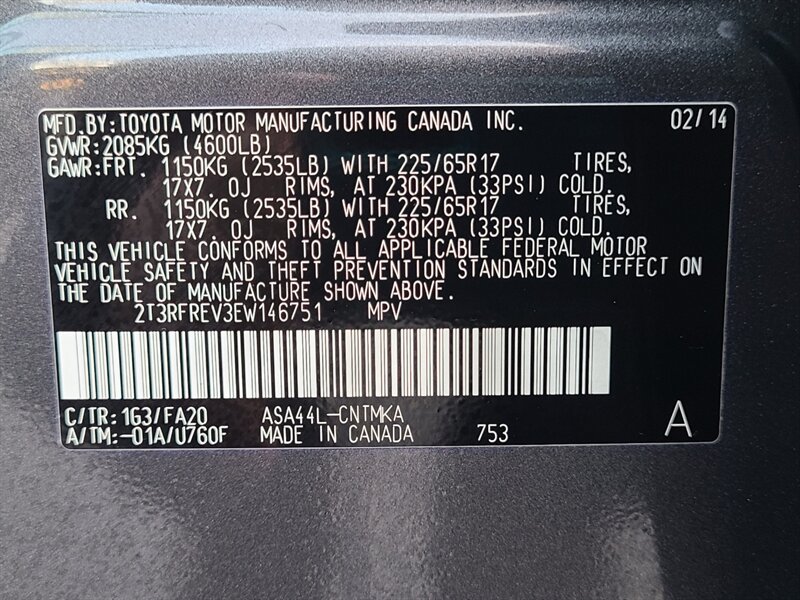 MFD.BY:TOYOTA MOTOR MANUFACTURING CANADA INC. 02/14
GVWR:2085KG (4600LB)
GAWR:FRT. 1150KG (2535LB) WITH 225/65R17 TIRES,
17X7. 0J RIMS, AT 230KPA (33PSI) COLD.
RR. 1150KG (2535LB) WITH 225/65R17 TIRES,
17X7. 0J RIMS, AT 230KPA (33PSI) COLD.
THIS VEHICLE CONFORMS TO ALL APPLICABLE FEDERAL MOTOR
VEHICLE SAFETY AND THEFT PREVENTION STANDARDS IN EFFECT ON
THE DATE OF MANUFACTURE SHOWN ABOVE.
2T3RFREV3EW146751 MPV
C/TR:1G3/FA20 ASA44L-CNTMKA
A/TM:-01A/U760F MADE IN CANADA 753 A